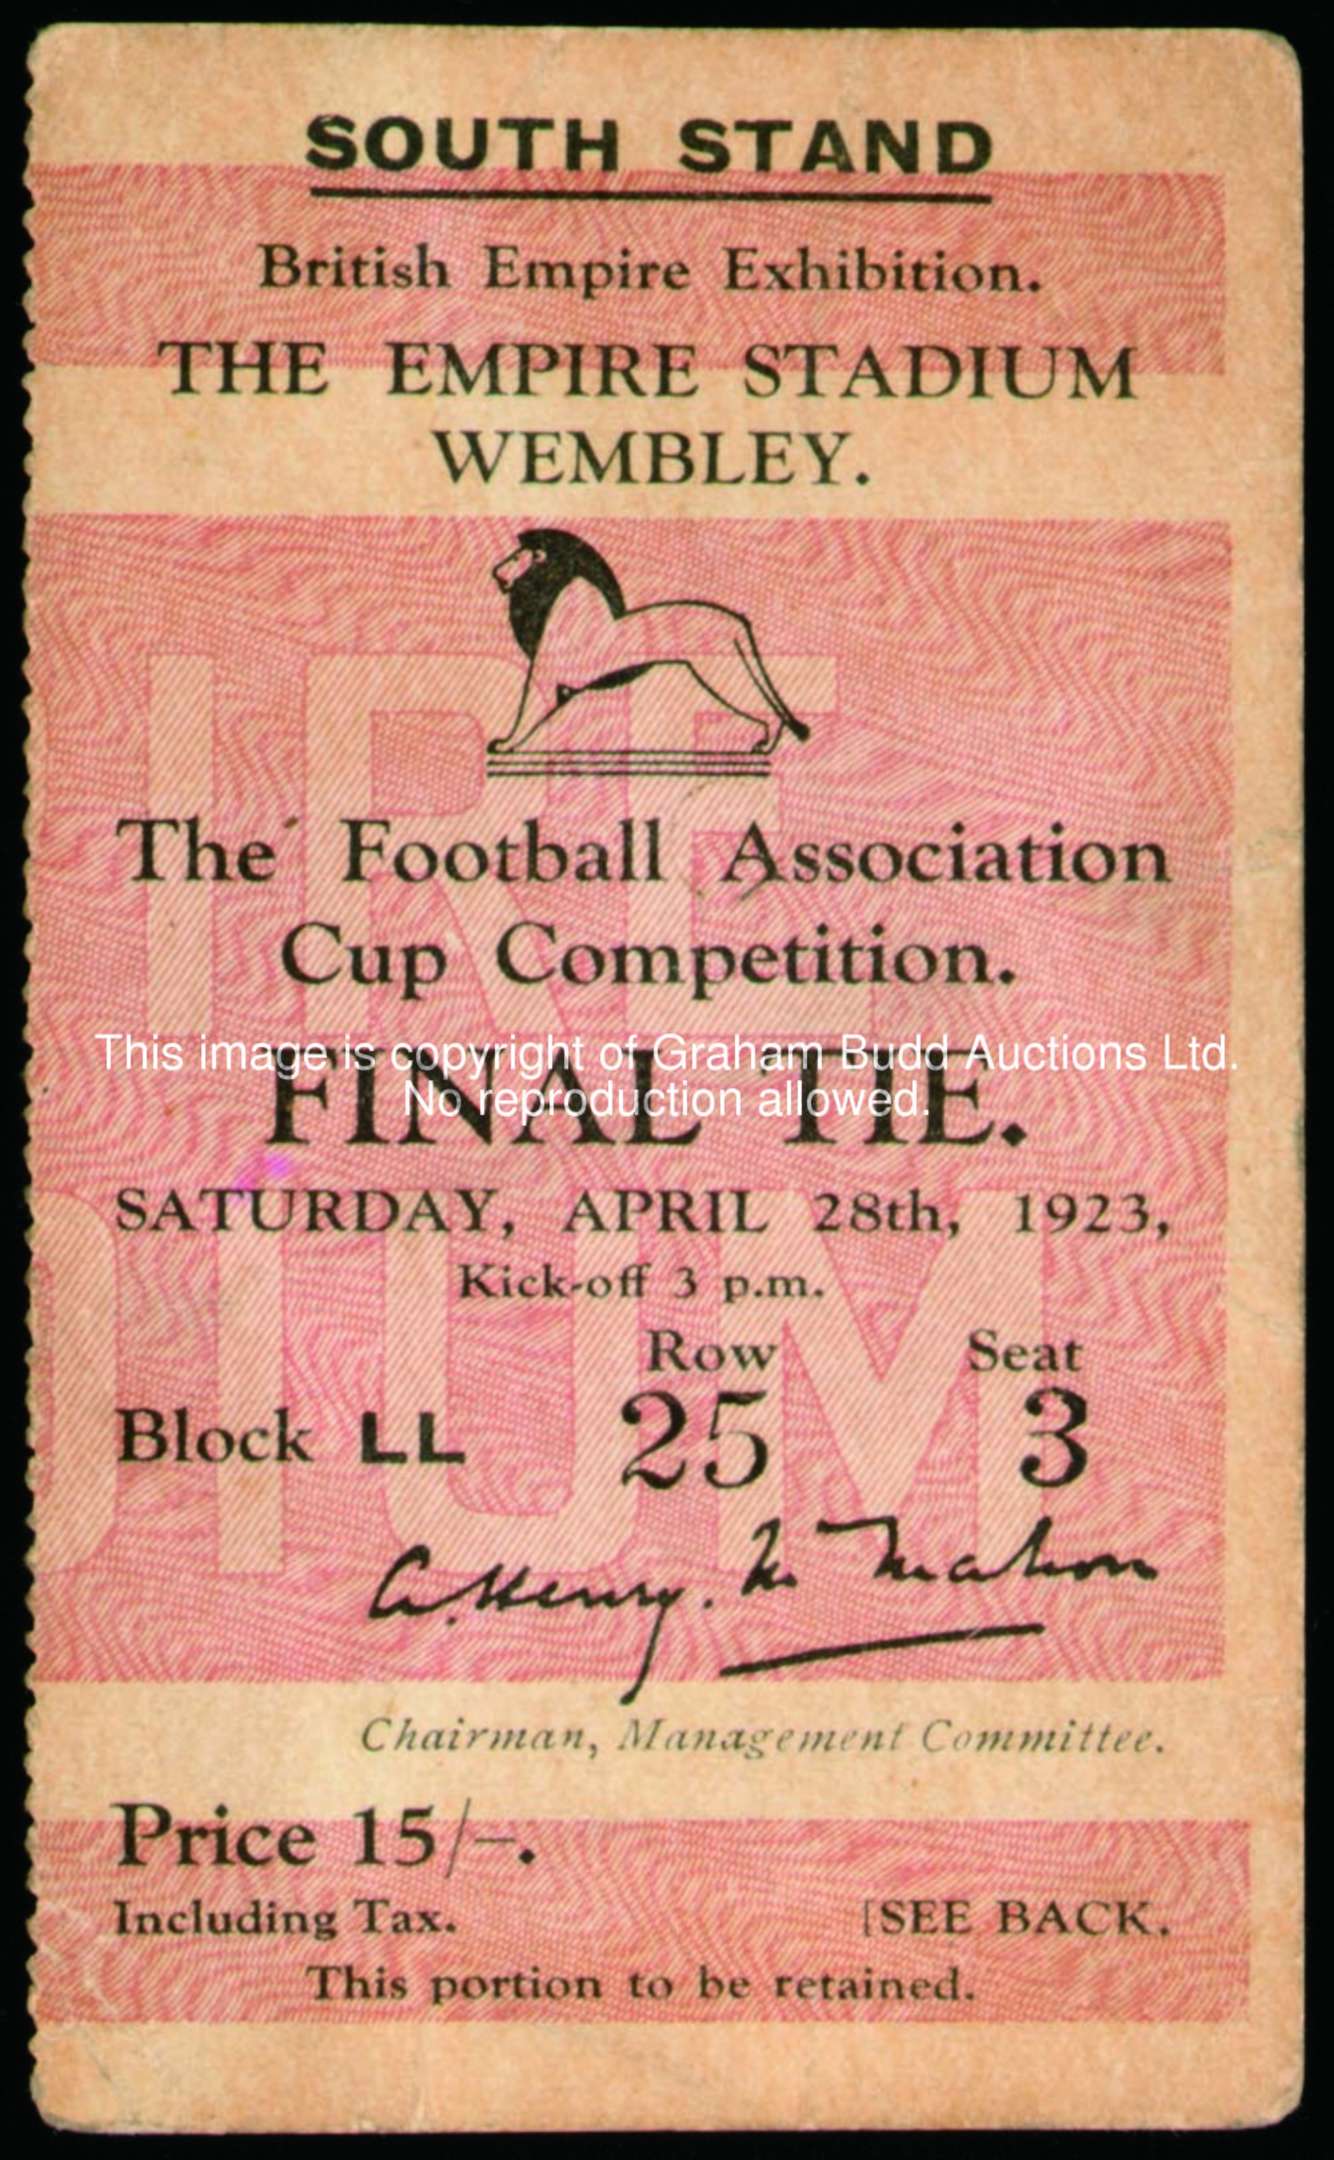 SOUTH STAND
British Empire Exhibition.
THE EMPIRE STADIUM
WEMBLEY.
The Football Association
Cup Competition.
This image is copyright of Graham Budd Auctions Ltd.
No reproduction allowed.
FINAL TIE.
SATURDAY, APRIL 28th, 1923,
Kick-off 3 p.m.
Row Seat
Block LL 25 3
Chairman, Management Committee.
Price 15/-.
Including Tax. [SEE BACK.
This portion to be retained.